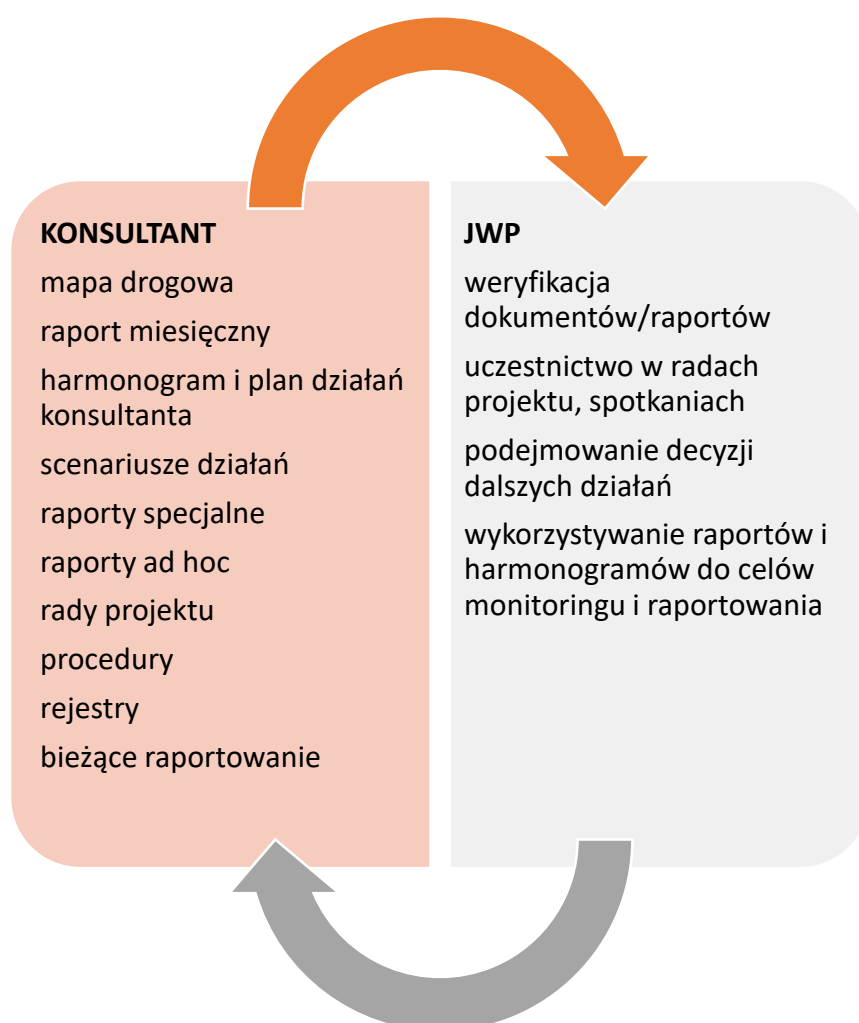 KONSULTANT
mapa drogowa
raport miesięczny
harmonogram i plan działań
konsultanta
scenariusze działań
raporty specjalne
raporty ad hoc
rady projektu
procedury
rejestry
bieżące raportowanie
JWP
weryfikacja
dokumentów/raportów
uczestnictwo w radach
projektu, spotkaniach
podejmowanie decyzji
dalszych działań
wykorzystywanie raportów i
harmonogramów do celów
monitoringu i raportowania